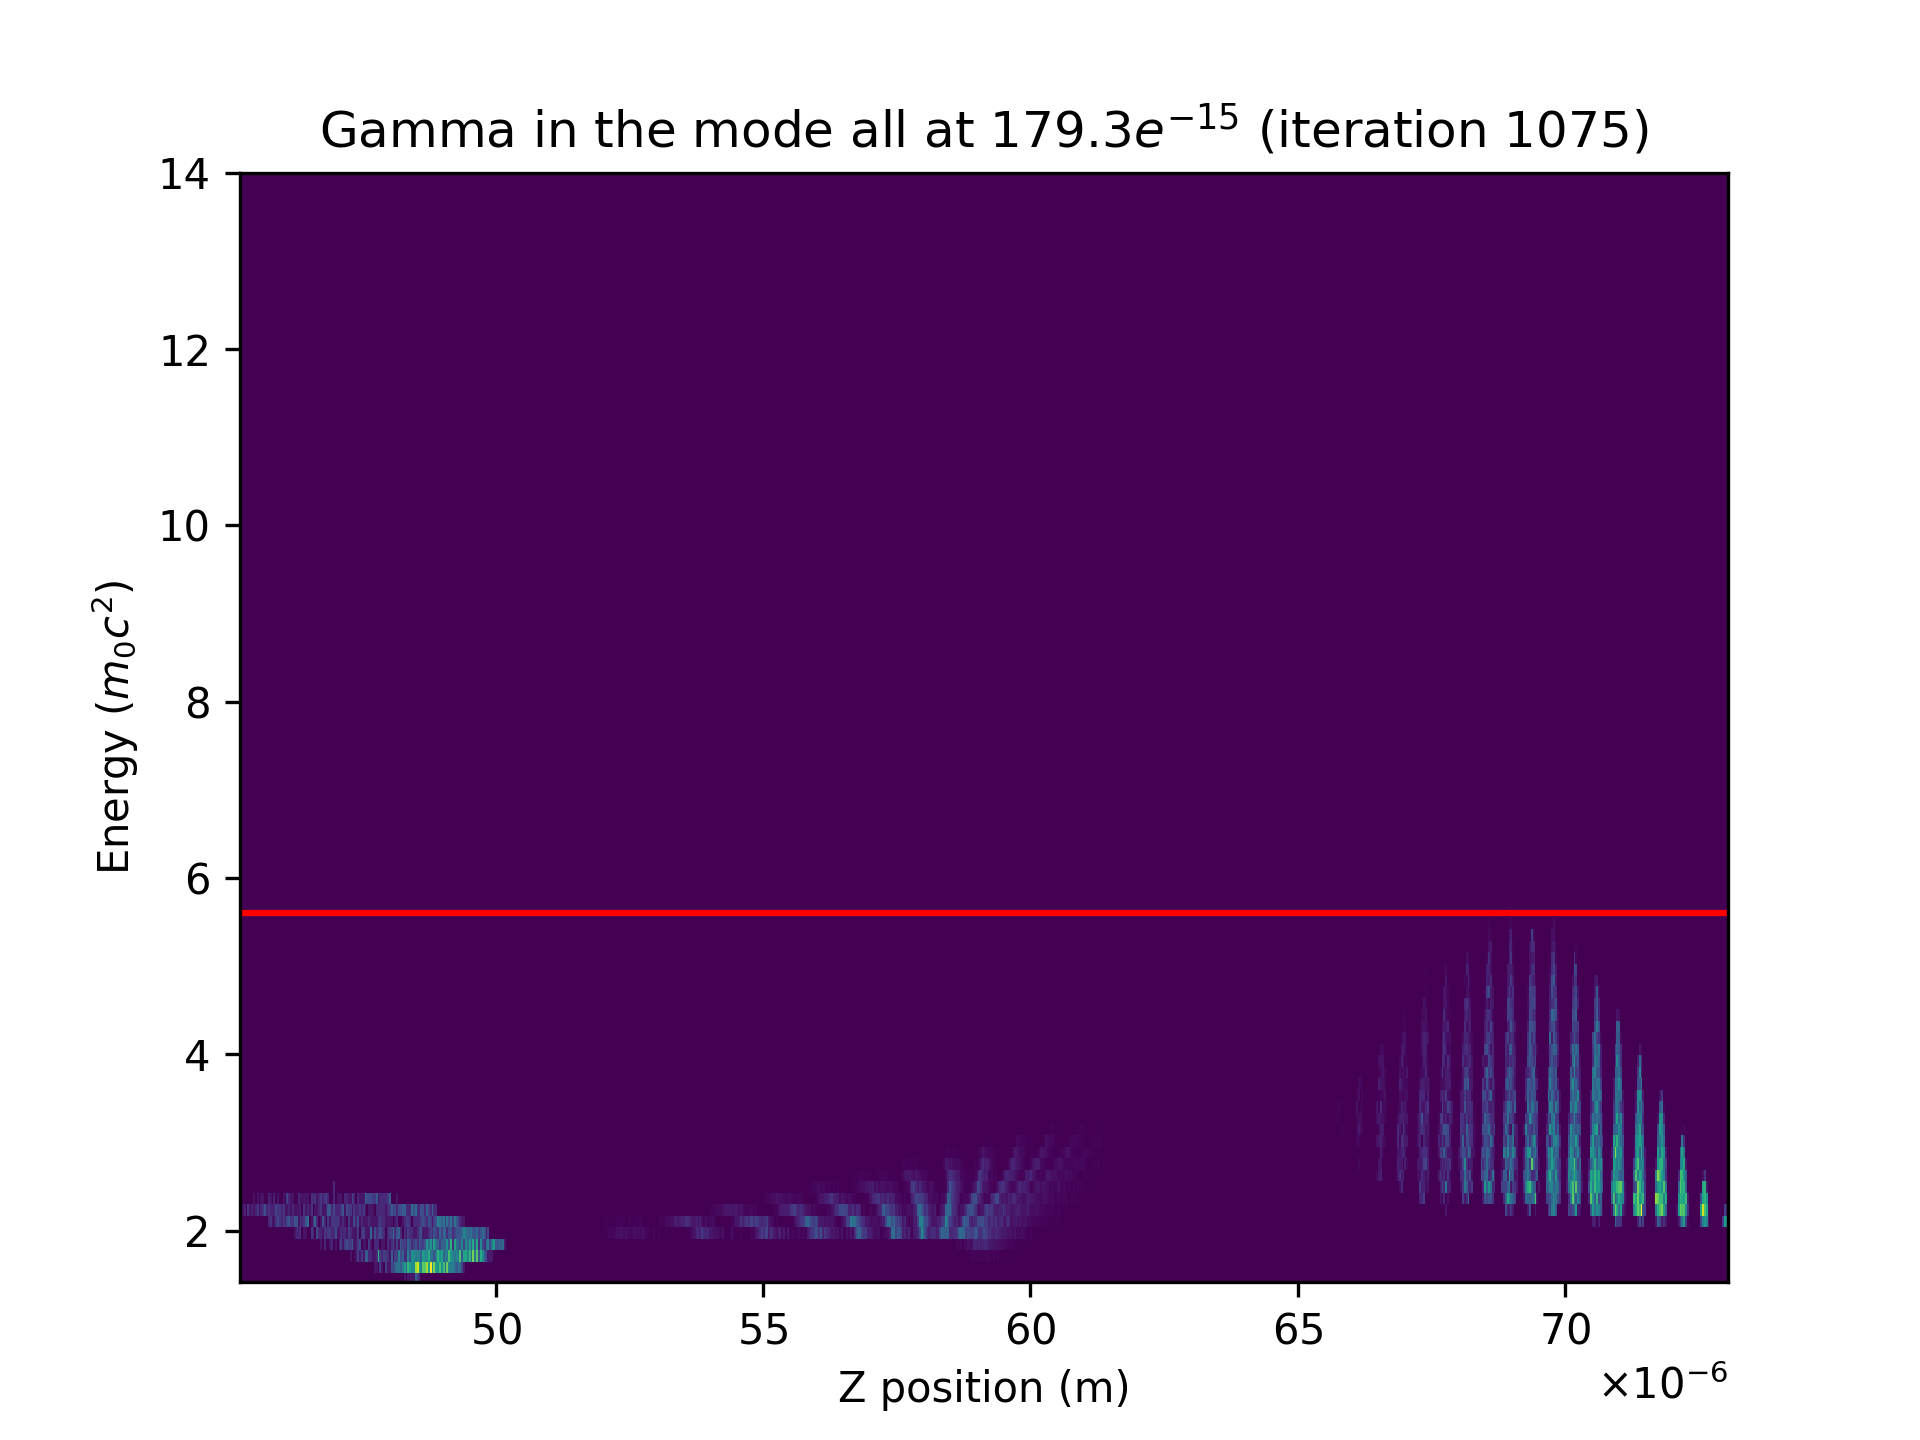 Gamma in the mode all at 179.3e⁻¹⁵ (iteration 1075)
14
12
10
8
6
4
2
Energy (m₀c²)
50 55 60 65 70
Z position (m)
×10⁻⁶